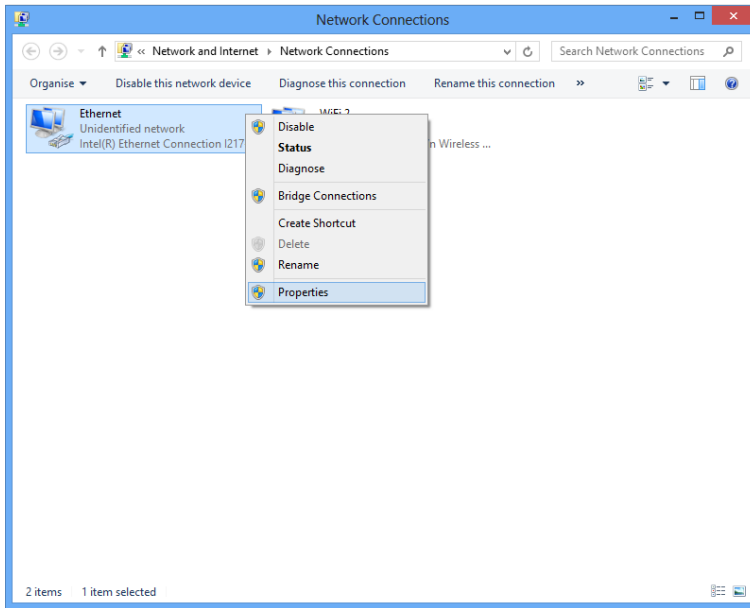 Network Connections
« Network and Internet Network Connections Search Network Connections
Organise Disable this network device Diagnose this connection Rename this connection »
Ethernet
Unidentified network
Intel(R) Ethernet Connection I217
WiFi 2
n Wireless ...
Disable
Status
Diagnose
Bridge Connections
Create Shortcut
Delete
Rename
Properties
2 items 1 item selected